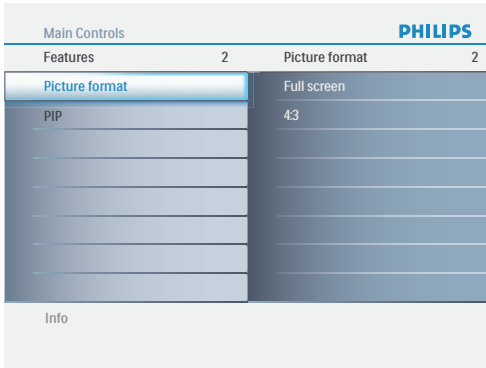 Main Controls
PHILIPS
Features 2 Picture format 2
Picture format Full screen
PIP 4:3
Info